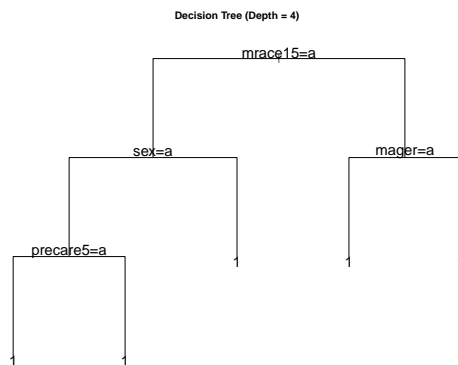 Decision Tree (Depth = 4)
mrace15=a
sex=a
mager=a
precare5=a
1
1
1
1